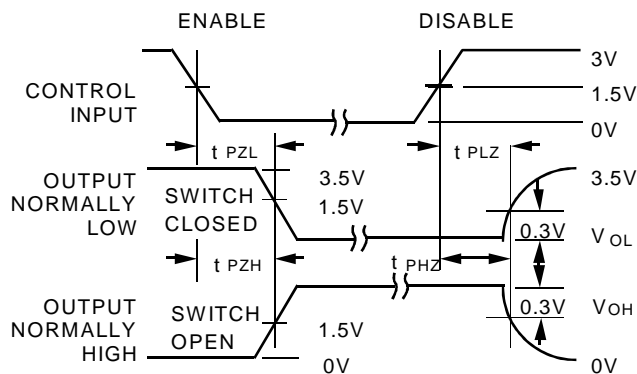 ENABLE DISABLE
3V
CONTROL INPUT 1.5V
0V
t PZL t PLZ
OUTPUT NORMALLY LOW
SWITCH CLOSED
3.5V
1.5V
3.5V
0.3V VOL
t PZH t PHZ
OUTPUT NORMALLY HIGH
SWITCH OPEN
1.5V
0V
0.3V VOH
0V